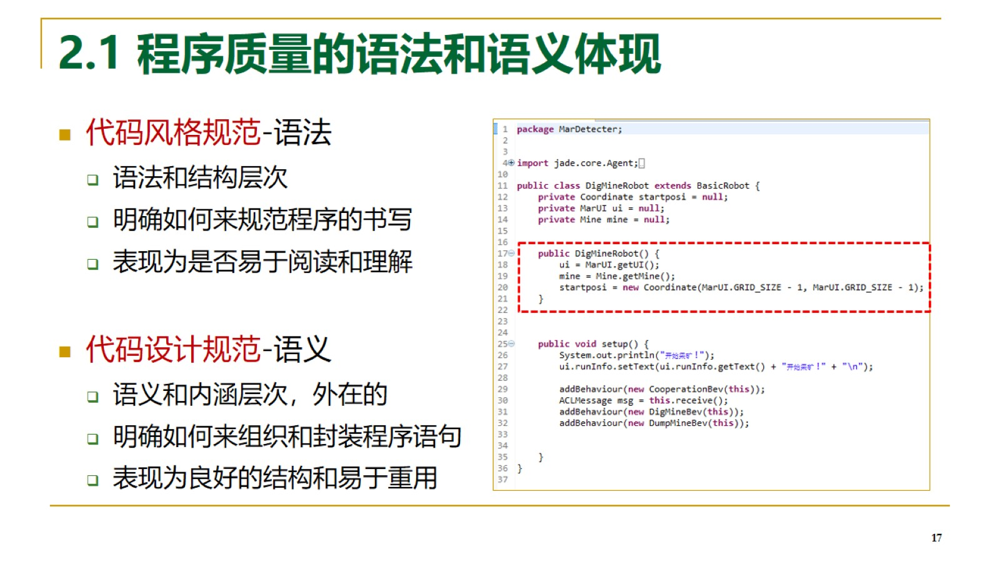 2.1 程序质量的语法和语义体现
代码风格规范-语法
语法和结构层次
明确如何来规范程序的书写
表现为是否易于阅读和理解
代码设计规范-语义
语义和内涵层次，外在的
明确如何来组织和封装程序语句
表现为良好的结构和易于重用
1 package MarDetecter;
2
3
4 import jade.core.Agent;
10
11 public class DigMineRobot extends BasicRobot {
12 private Coordinate startposi = null;
13 private MarUI ui = null;
14 private Mine mine = null;
15
16
17 public DigMineRobot() {
18 ui = MarUI.getUI();
19 mine = Mine.getMine();
20 startposi = new Coordinate(MarUI.GRID_SIZE - 1, MarUI.GRID_SIZE - 1);
21 }
22
23
24
25 public void setup() {
26 System.out.println("开始采矿！");
27 ui.runInfo.setText(ui.runInfo.getText() + "开始采矿！" + "\n");
28
29 addBehaviour(new CooperationBev(this));
30 ACLMessage msg = this.receive();
31 addBehaviour(new DigMineBev(this));
32 addBehaviour(new DumpMineBev(this));
33
34
35 }
36 }
37
17